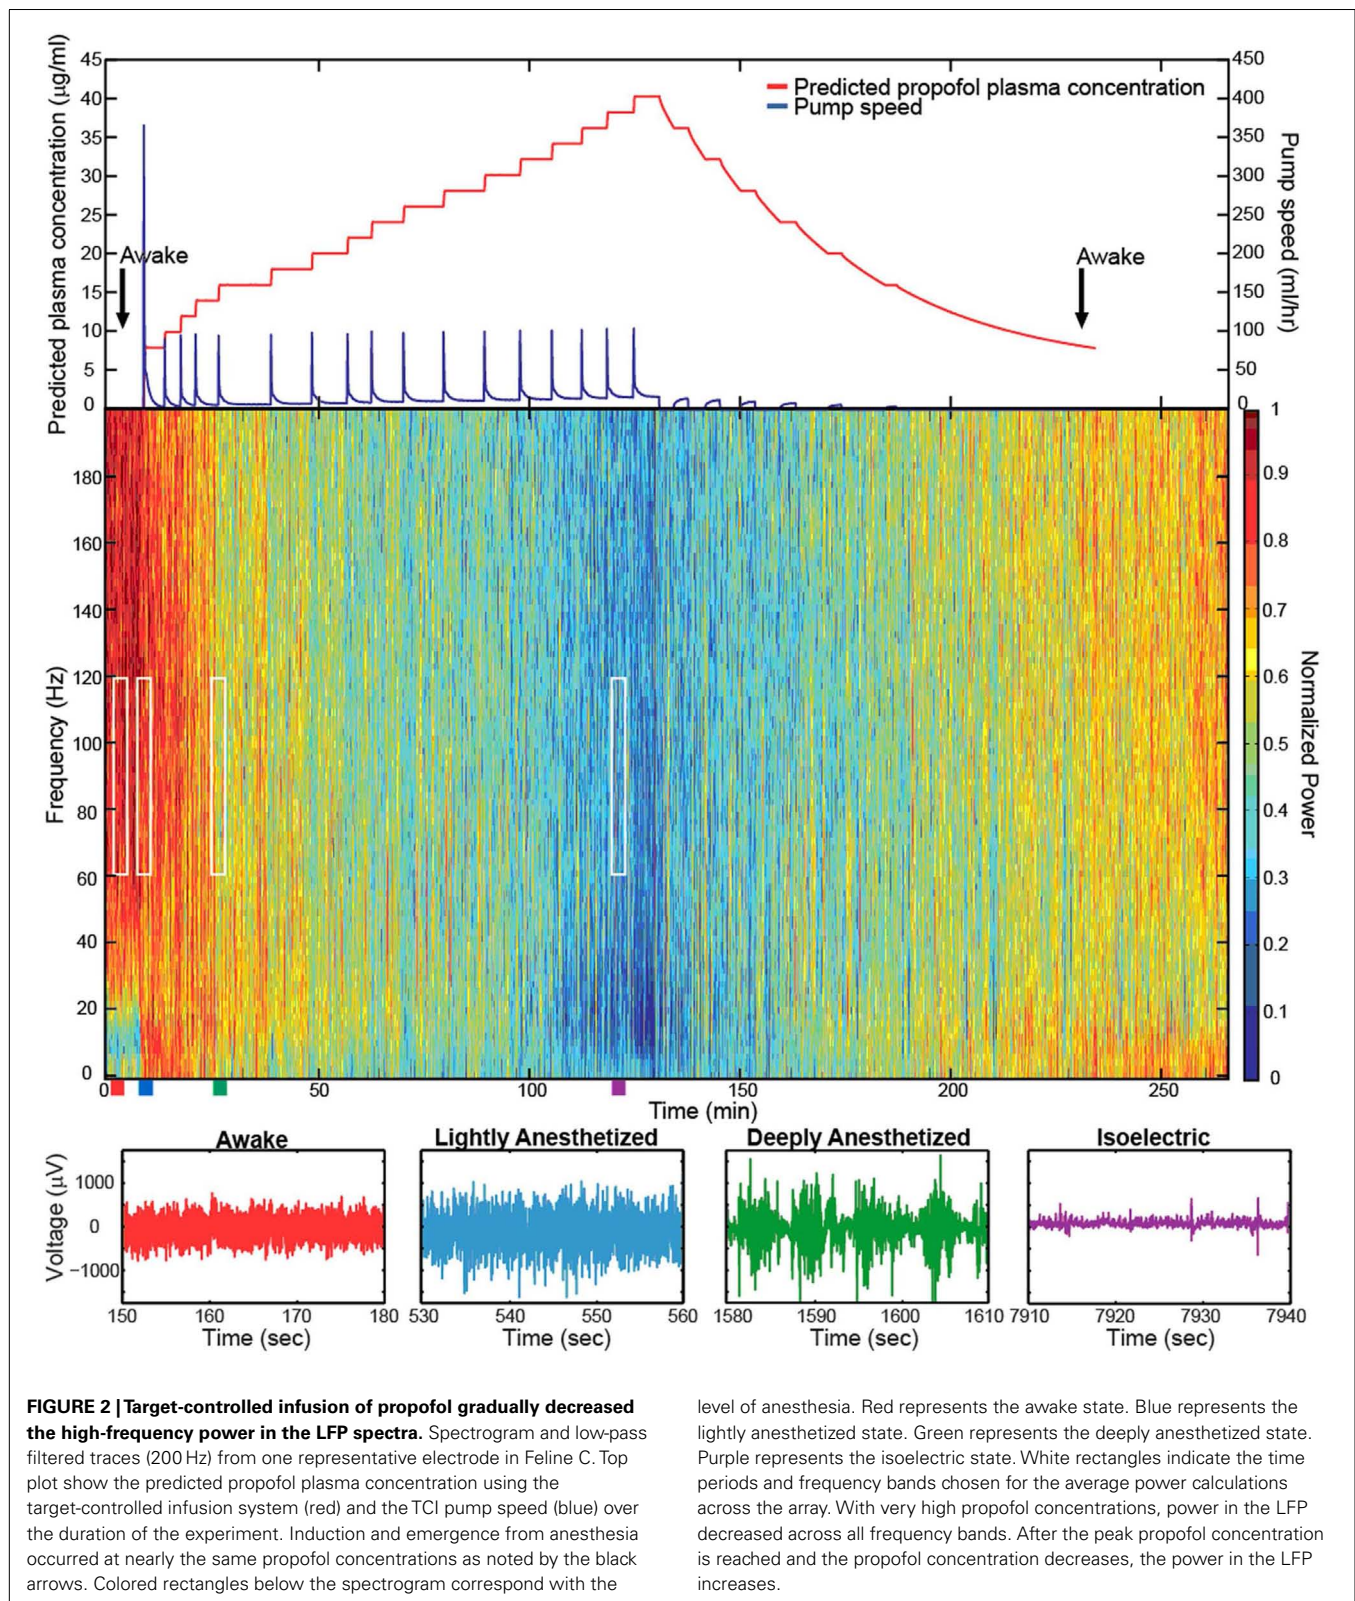 Predicted plasma concentration (µg/ml)
45
40
35
30
25
20
15
10
5
0
Awake
Predicted propofol plasma concentration
Pump speed
Awake
450
400
350
300
250
200
150
100
50
0
Pump speed (ml/hr)
Frequency (Hz)
180
160
140
120
100
80
60
40
20
0
0
50
100
150
200
250
Time (min)
1
0.9
0.8
0.7
0.6
0.5
0.4
0.3
0.2
0.1
0
Normalized Power
Awake
Lightly Anesthetized
Deeply Anesthetized
Isoelectric
Voltage (µV)
1000
0
−1000
150 160 170 180
530 540 550 560
1580 1590 1600 1610
7910 7920 7930 7940
Time (sec)
Time (sec)
Time (sec)
Time (sec)
FIGURE 2 | Target-controlled infusion of propofol gradually decreased
the high-frequency power in the LFP spectra. Spectrogram and low-pass
filtered traces (200 Hz) from one representative electrode in Feline C. Top
plot show the predicted propofol plasma concentration using the
target-controlled infusion system (red) and the TCI pump speed (blue) over
the duration of the experiment. Induction and emergence from anesthesia
occurred at nearly the same propofol concentrations as noted by the black
arrows. Colored rectangles below the spectrogram correspond with the
level of anesthesia. Red represents the awake state. Blue represents the
lightly anesthetized state. Green represents the deeply anesthetized state.
Purple represents the isoelectric state. White rectangles indicate the time
periods and frequency bands chosen for the average power calculations
across the array. With very high propofol concentrations, power in the LFP
decreased across all frequency bands. After the peak propofol concentration
is reached and the propofol concentration decreases, the power in the LFP
increases.